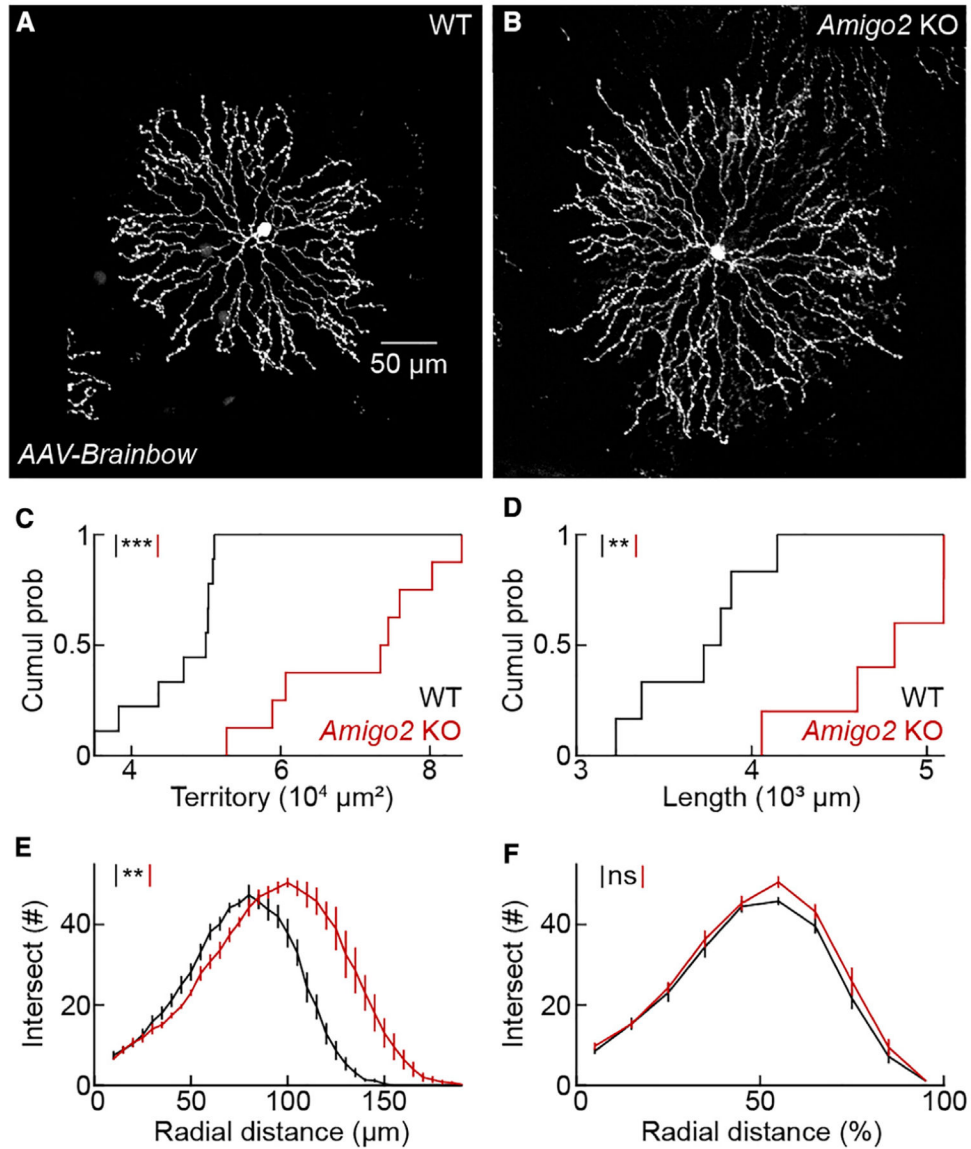 A
WT
B
Amigo2 KO
50 µm
AAV-Brainbow
C
D
1
|***|
1
|**|
Cumul prob
0.5
WT
Amigo2 KO
0
4
6
8
Territory (10⁴ µm²)
Cumul prob
0.5
WT
Amigo2 KO
0
3
4
5
Length (10³ µm)
E
F
|**|
|ns|
Intersect (#)
40
20
0
0
50
100
150
Radial distance (µm)
Intersect (#)
40
20
0
0
50
100
Radial distance (%)